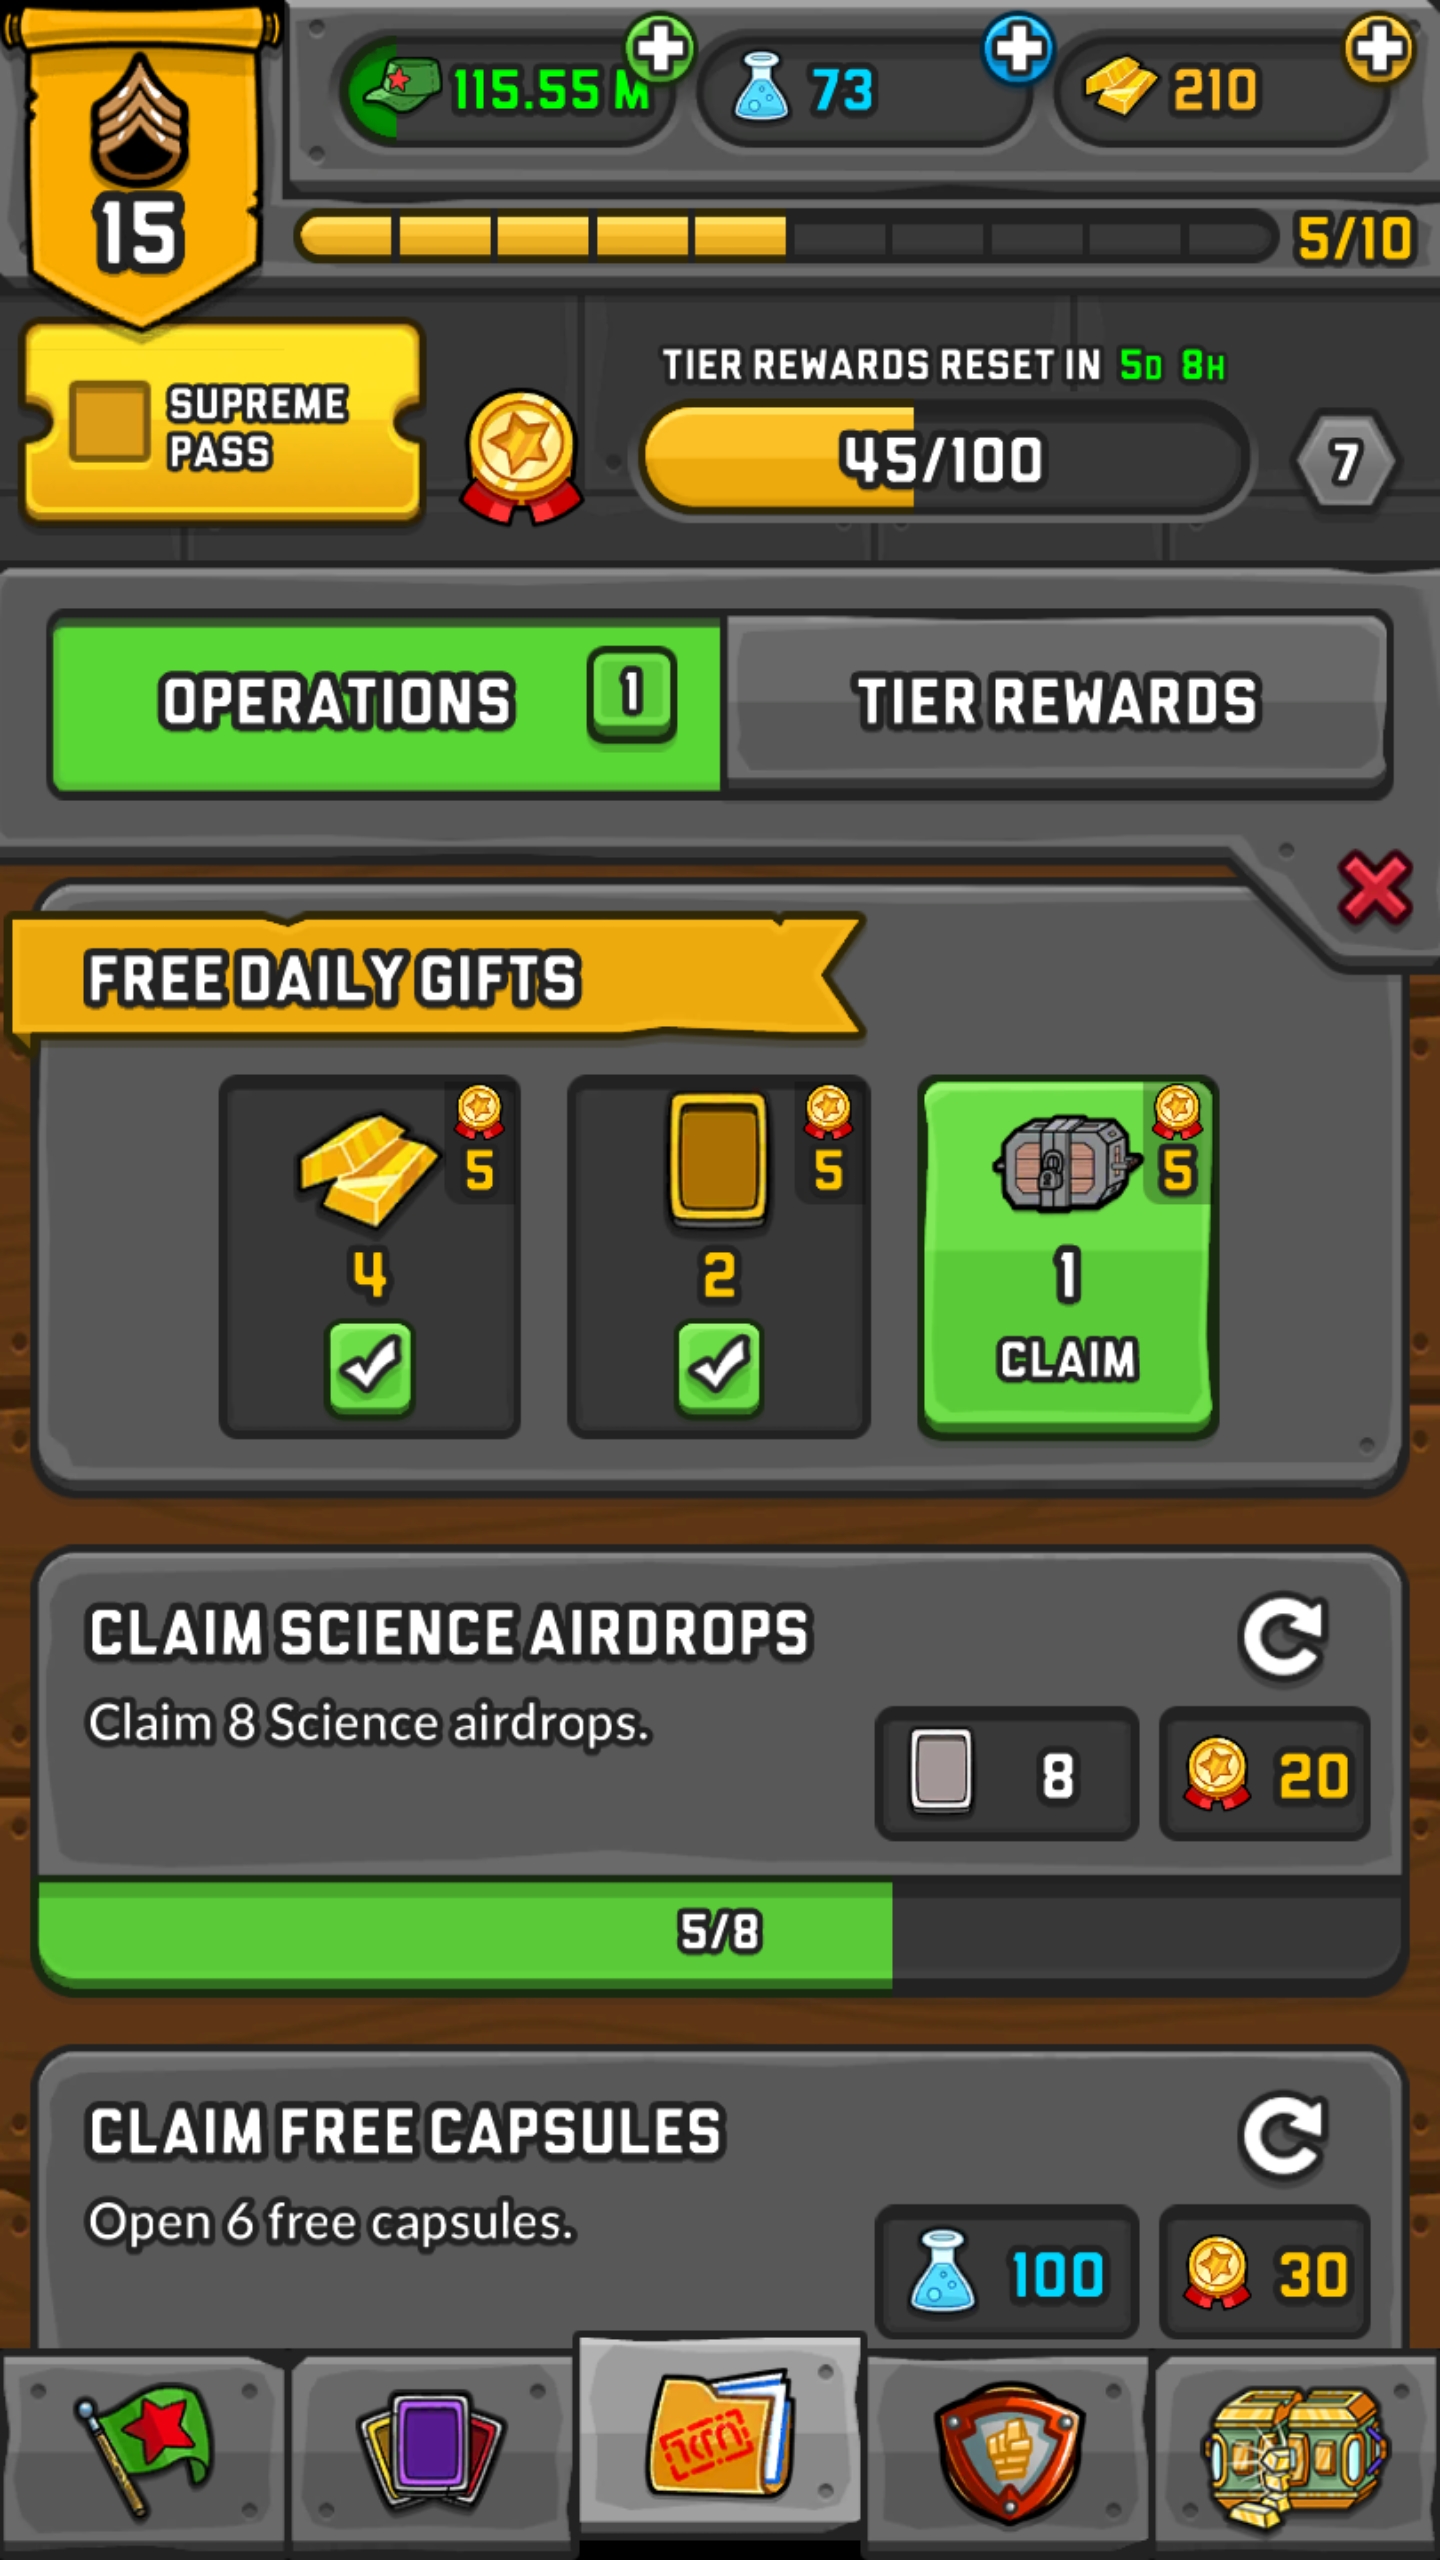 115.55 M
73
210
15
5/10
SUPREME
PASS
TIER REWARDS RESET IN 5D 8H
45/100
7
OPERATIONS
1
TIER REWARDS
FREE DAILY GIFTS
5
4
5
2
5
1
CLAIM
CLAIM SCIENCE AIRDROPS
Claim 8 Science airdrops.
8
20
5/8
CLAIM FREE CAPSULES
Open 6 free capsules.
100
30